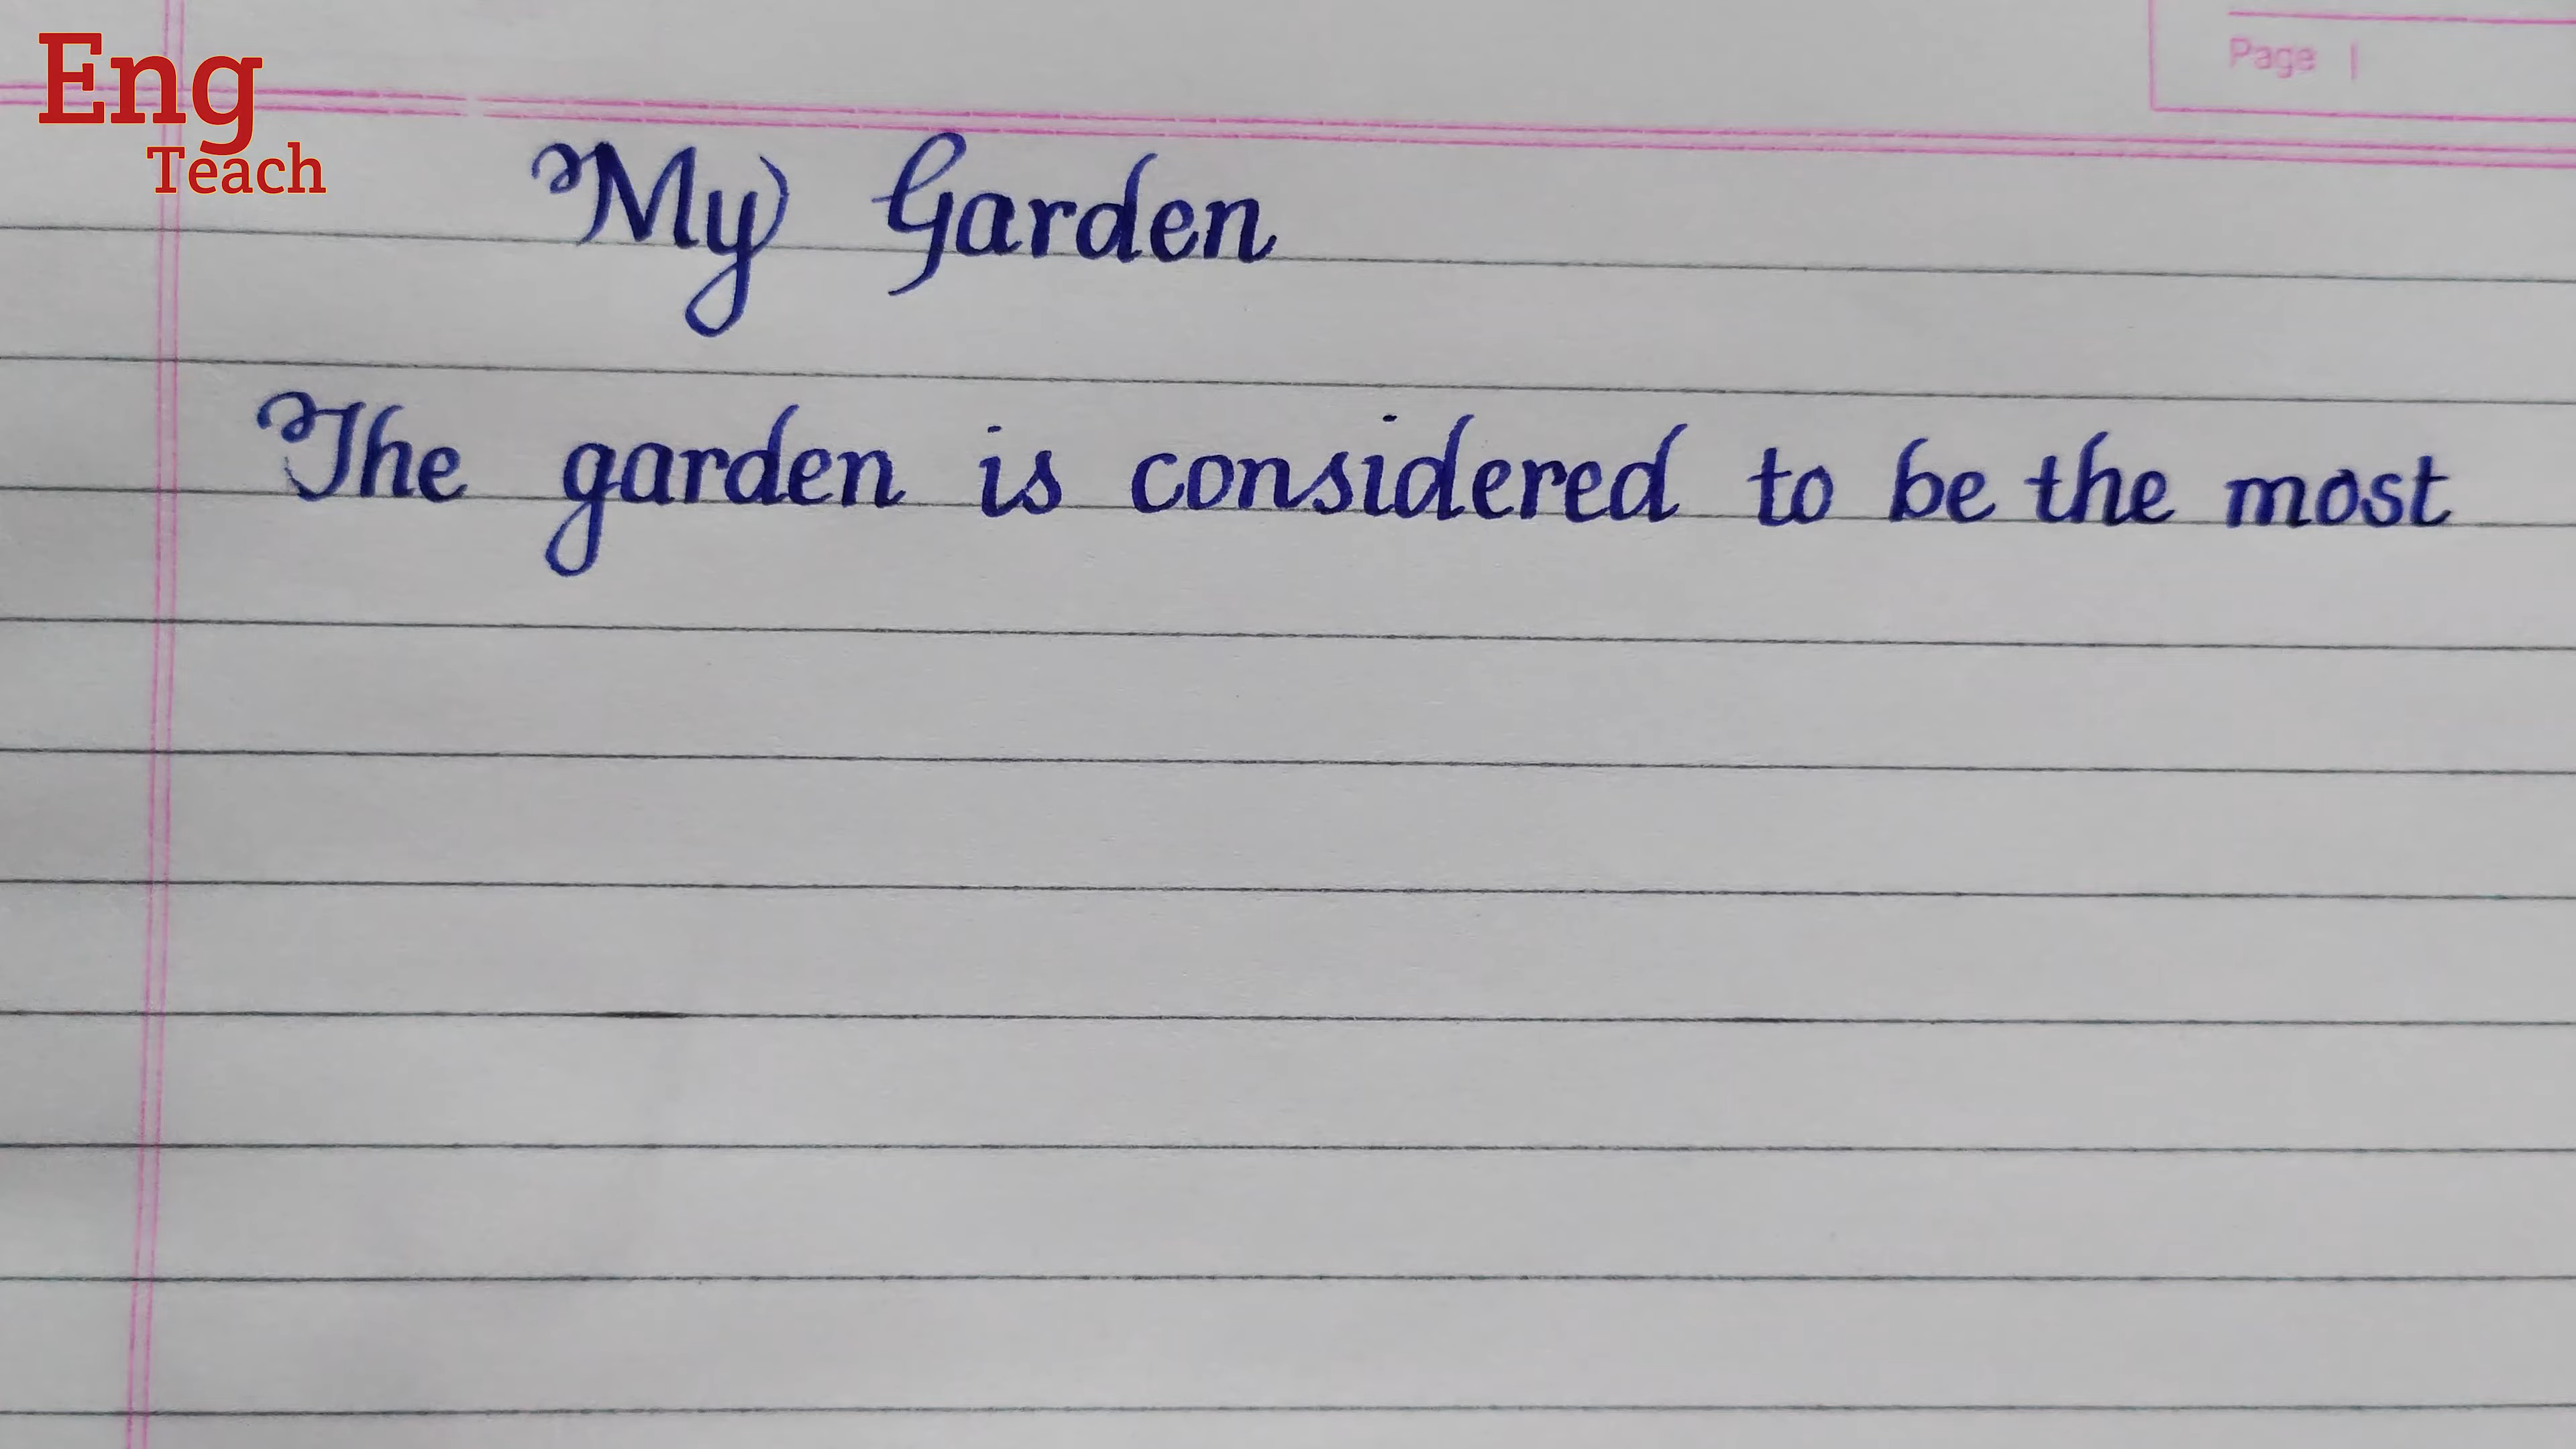 Eng
Teach
Page
My Garden
The garden is considered to be the most